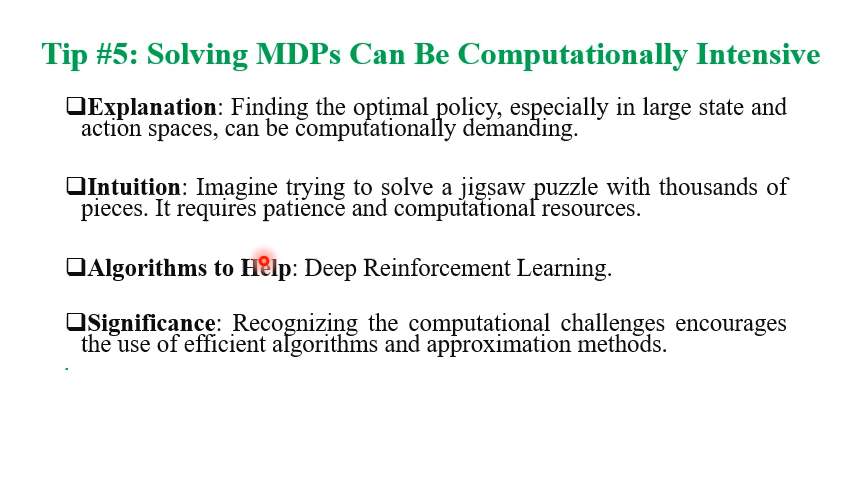 Tip #5: Solving MDPs Can Be Computationally Intensive
❑Explanation: Finding the optimal policy, especially in large state and
action spaces, can be computationally demanding.
❑Intuition: Imagine trying to solve a jigsaw puzzle with thousands of
pieces. It requires patience and computational resources.
❑Algorithms to Help: Deep Reinforcement Learning.
❑Significance: Recognizing the computational challenges encourages
the use of efficient algorithms and approximation methods.
.